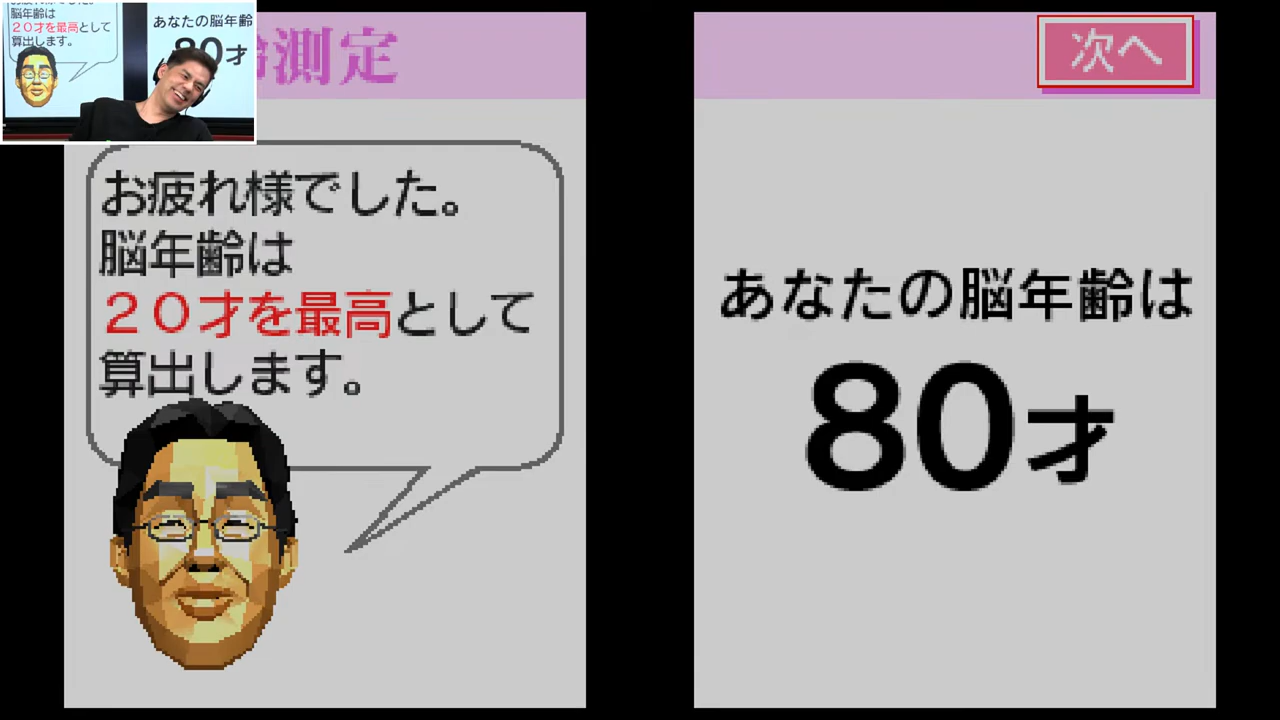 脳年齢は
２０才を最高として
算出します。
あなたの脳年齢
80才
齢測定
次へ
お疲れ様でした。
脳年齢は
２０才を最高として
算出します。
あなたの脳年齢は
80才